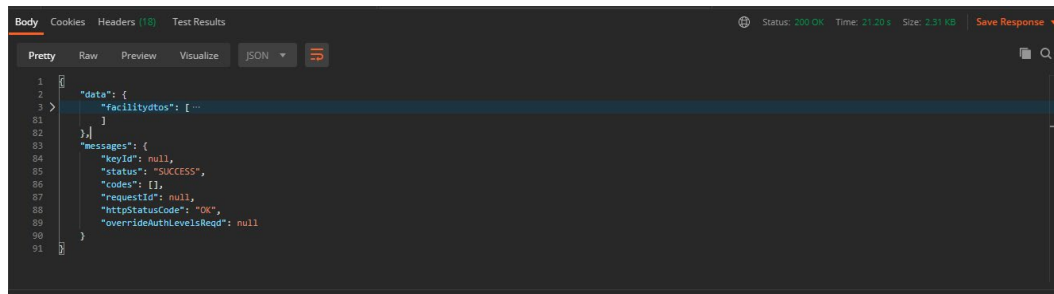 Body Cookies Headers (18) Test Results Status: 200 OK Time: 21.20 s Size: 2.31 KB Save Response
Pretty Raw Preview Visualize JSON
1 {
2 "data": {
3 "facilitydtos": [ ...
81 ]
82 },
83 "messages": {
84 "keyId": null,
85 "status": "SUCCESS",
86 "codes": [],
87 "requestId": null,
88 "httpStatusCode": "OK",
89 "overrideAuthLevelsReqd": null
90 }
91 }